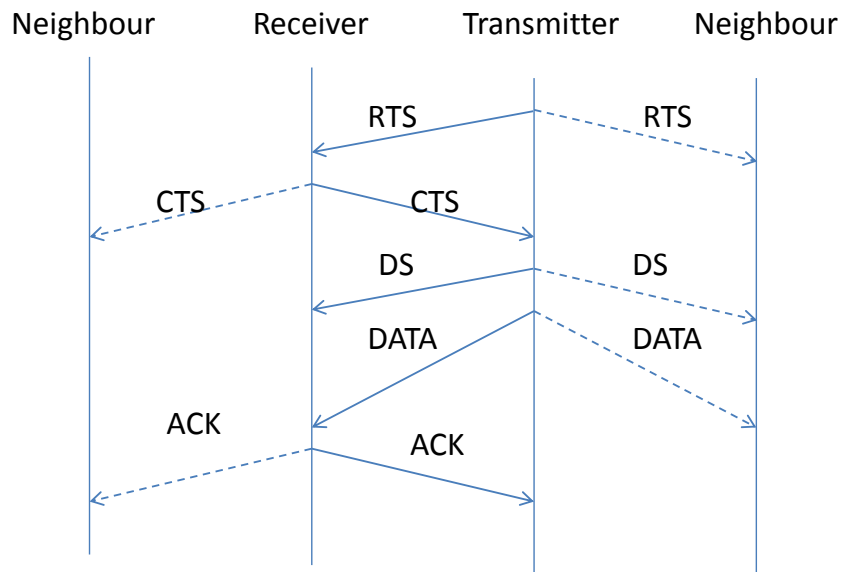 Neighbour Receiver Transmitter Neighbour
RTS RTS
CTS CTS
DS DS
DATA DATA
ACK ACK